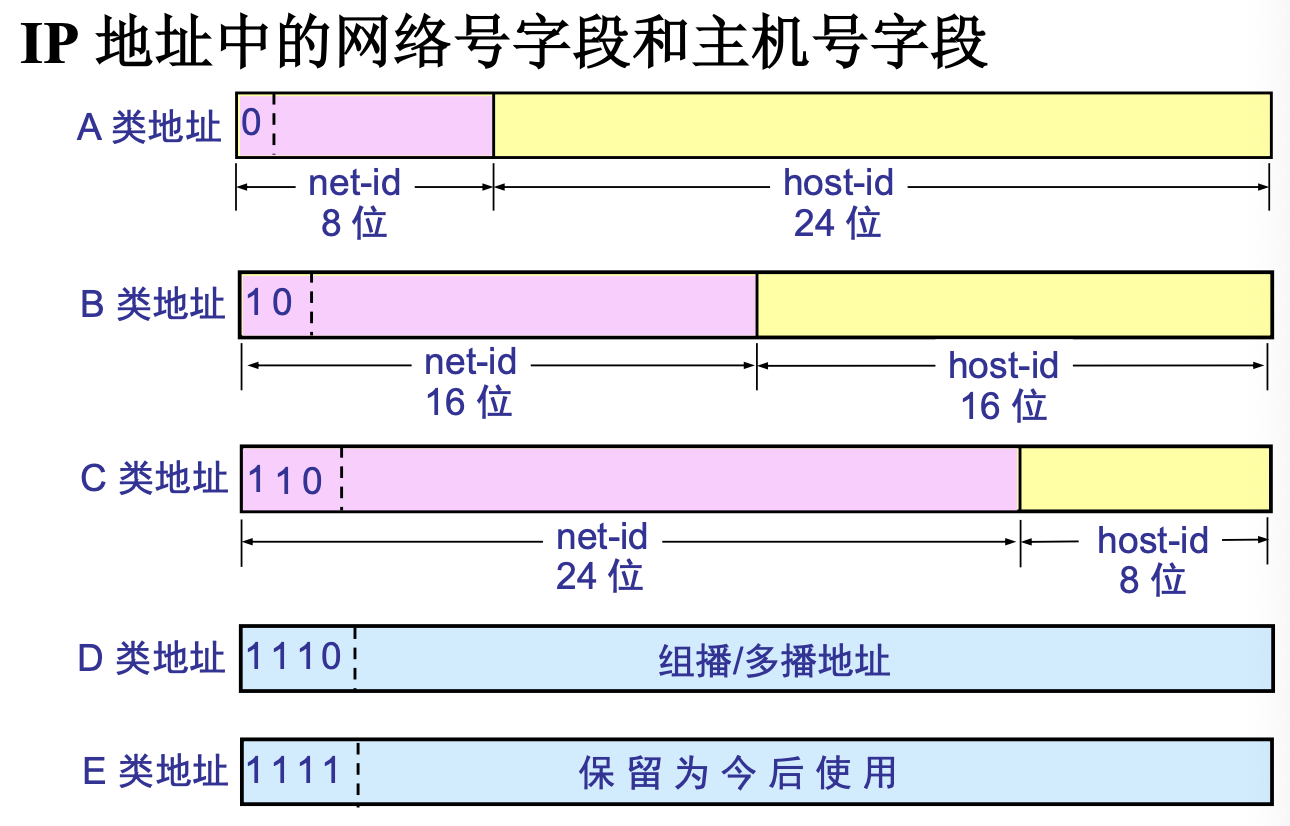 IP 地址中的网络号字段和主机号字段
A 类地址
0
net-id
8 位
host-id
24 位
B 类地址
1 0
net-id
16 位
host-id
16 位
C 类地址
1 1 0
net-id
24 位
host-id
8 位
D 类地址
1 1 1 0
组播/多播地址
E 类地址
1 1 1 1
保 留 为 今 后 使 用